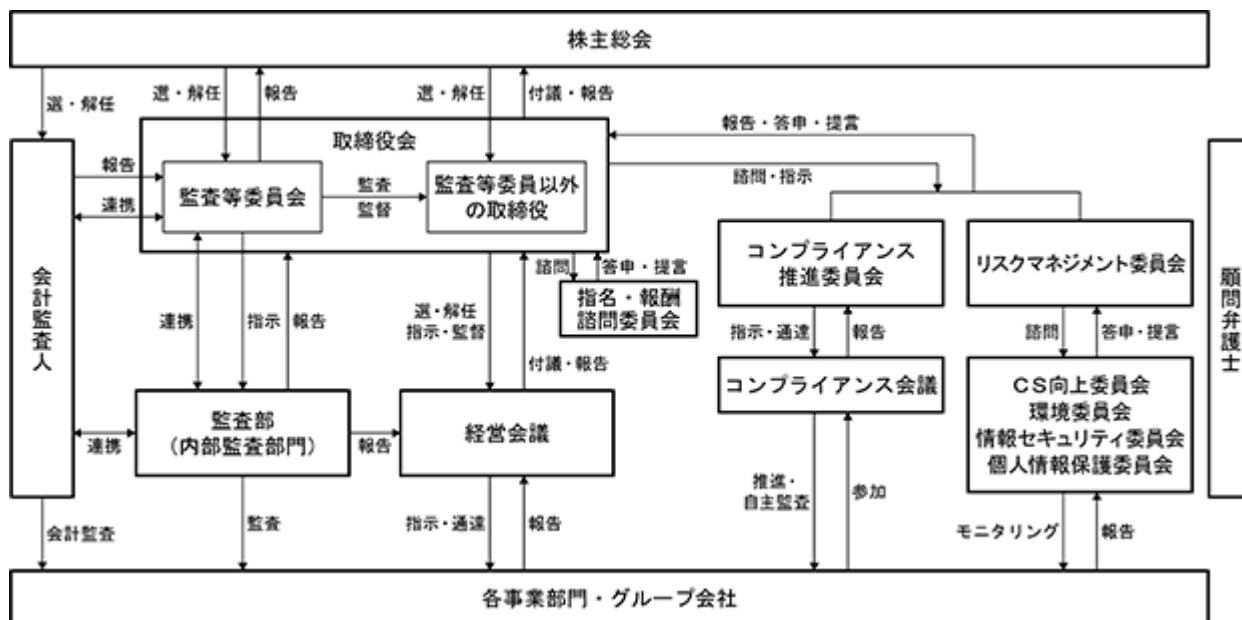 株主総会
選・解任
選・解任
報告
選・解任
付議・報告
報告・答申・提言
取締役会
報告
監査等委員会
監査
監督
監査等委員以外
の取締役
諮問・指示
連携
会計監査人
顧問弁護士
コンプライアンス
推進委員会
リスクマネジメント委員会
諮問
答申・提言
指名・報酬
諮問委員会
連携
指示
報告
選・解任
指示・監督
付議・報告
指示・通達
報告
諮問
答申・提言
コンプライアンス会議
CS向上委員会
環境委員会
情報セキュリティ委員会
個人情報保護委員会
連携
監査部
(内部監査部門)
報告
経営会議
会計監査
監査
指示・通達
報告
推進・
自主監査
参加
モニタリング
報告
各事業部門・グループ会社